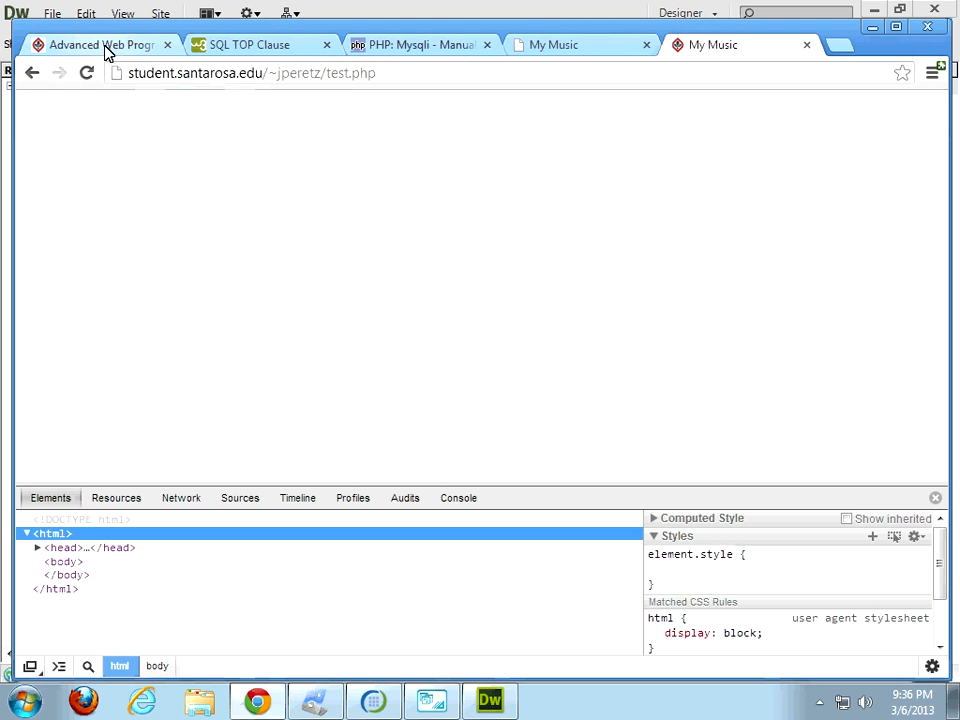 Dw File Edit View Site Designer
Advanced Web Progr SQL TOP Clause PHP: Mysqli - Manual My Music My Music
student.santarosa.edu/~jperetz/test.php
Elements Resources Network Sources Timeline Profiles Audits Console
<!DOCTYPE html>
<html>
<head>…</head>
<body>
</body>
</html>
Computed Style Show inherited
Styles
element.style {
}
Matched CSS Rules
html { user agent stylesheet
display: block;
}
html body
Dw
9:36 PM
3/6/2013